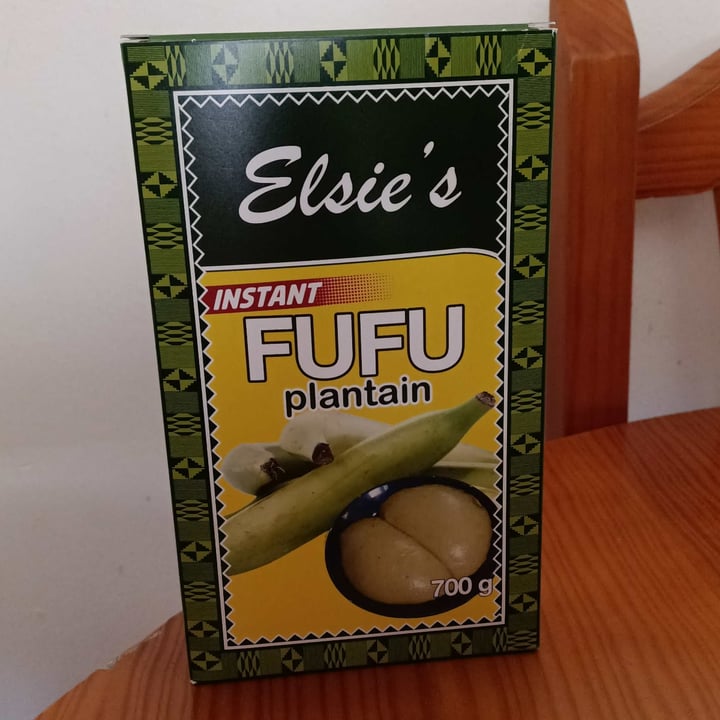 Elsie's
INSTANT
FUFU
plantain
700 g